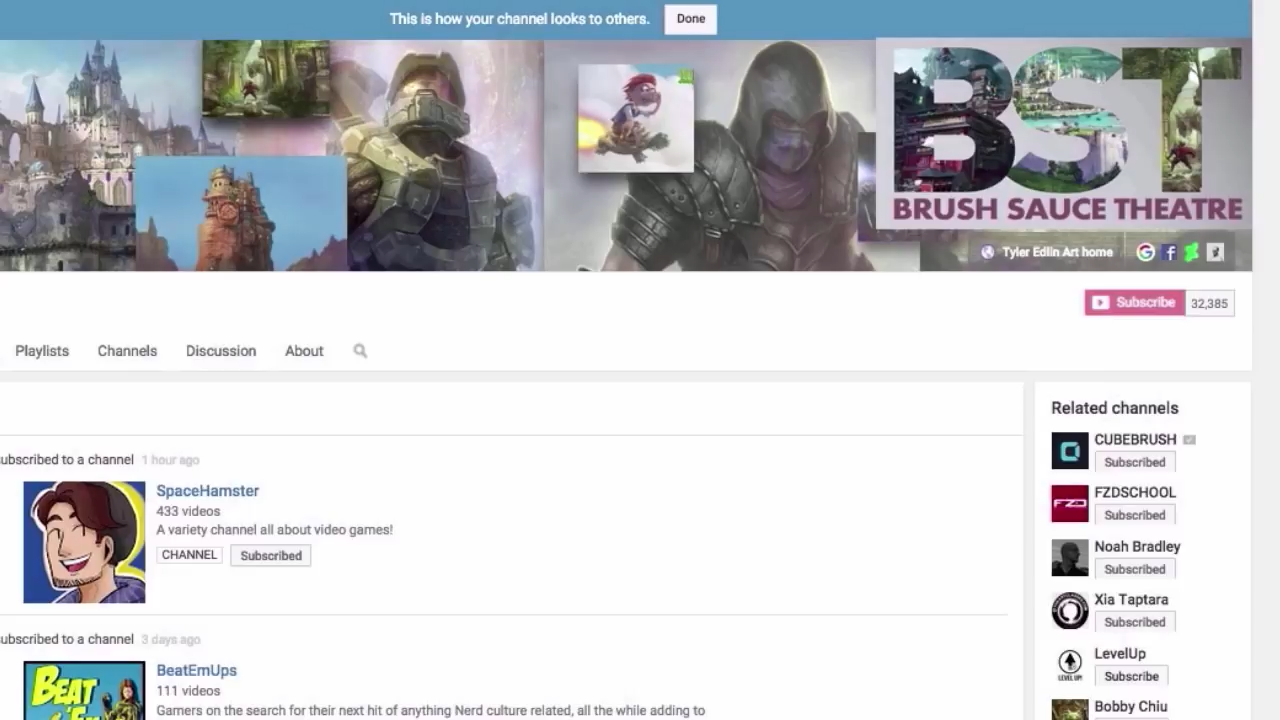 This is how your channel looks to others. Done
BST
BRUSH SAUCE THEATRE
Tyler Edlin Art home
Subscribe 32,385
Playlists Channels Discussion About
Related channels
CUBEBRUSH
Subscribed
FZD
FZDSCHOOL
Subscribed
Noah Bradley
Subscribed
Xia Taptara
Subscribed
LEVEL UP!
LevelUp
Subscribe
Bobby Chiu
ubscribed to a channel 1 hour ago
SpaceHamster
433 videos
A variety channel all about video games!
CHANNEL Subscribed
ubscribed to a channel 3 days ago
BEAT
BeatEmUps
111 videos
Gamers on the search for their next hit of anything Nerd culture related, all the while adding to